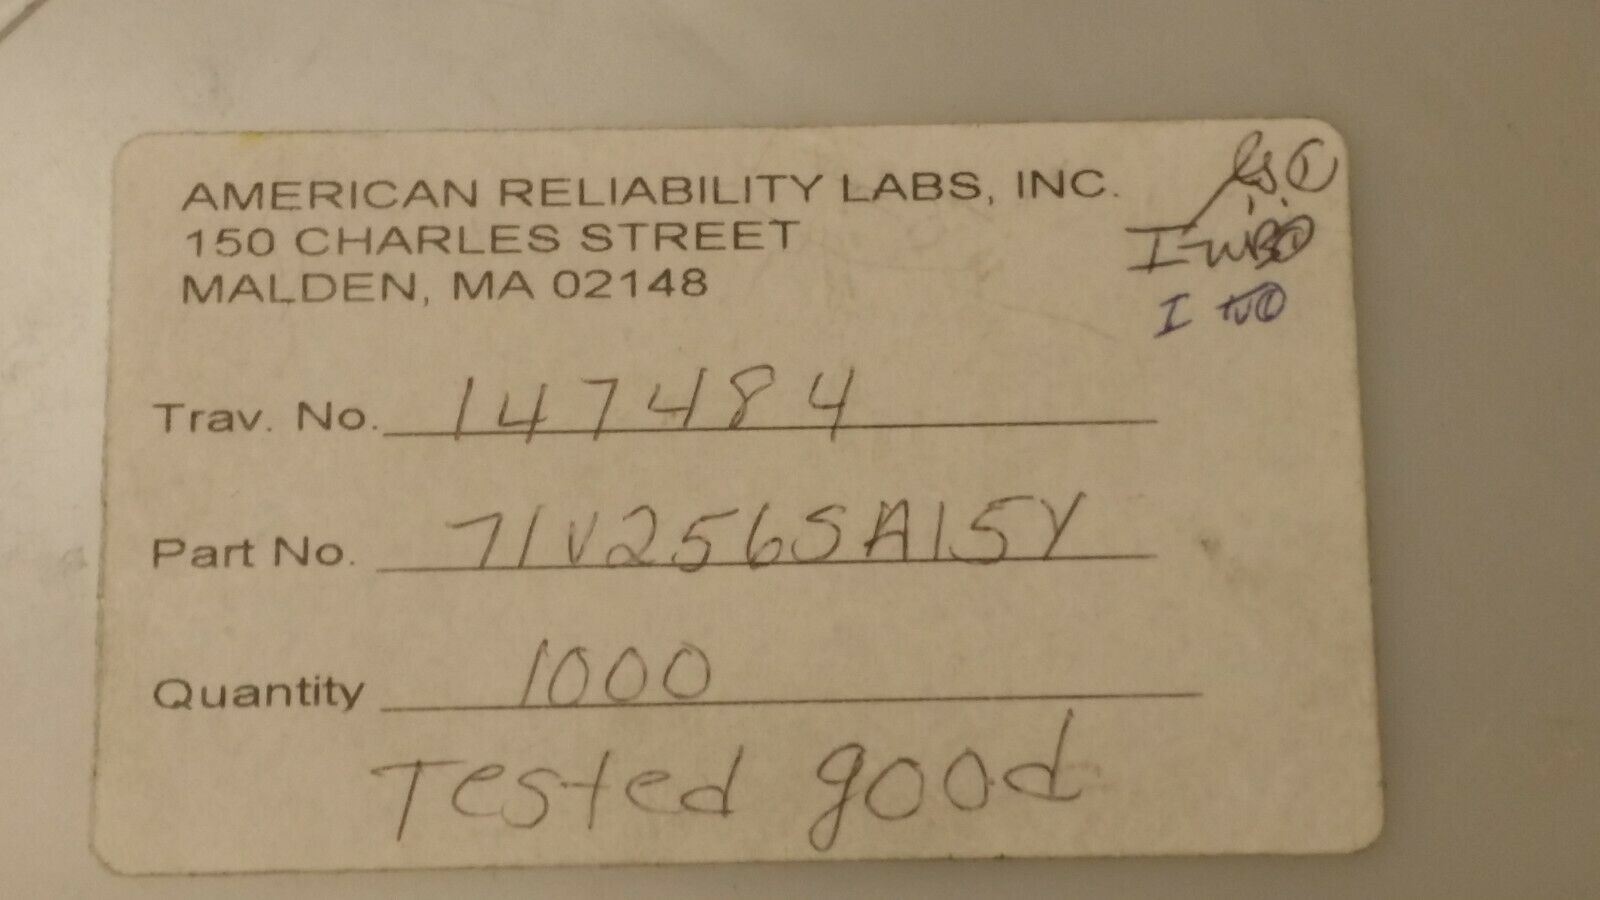 AMERICAN RELIABILITY LABS, INC.
150 CHARLES STREET
MALDEN, MA 02148
Trav. No. 147484
Part No. 71V256SA15Y
Quantity 1000
Tested good